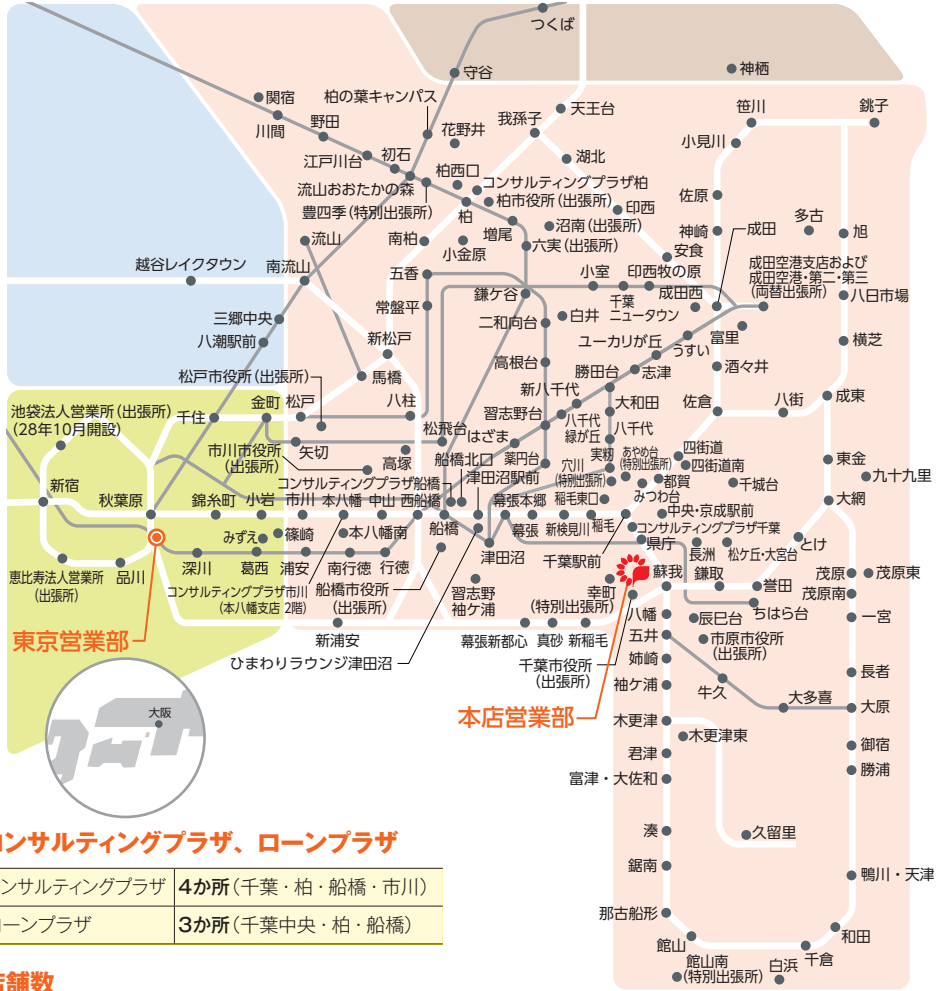 つくば
守谷
神栖
関宿
川間
野田
柏の葉キャンパス
花野井
我孫子
天王台
笹川
銚子
小見川
江戸川台
初石
柏西口
湖北
流山おおたかの森
豊四季(特別出張所)
コンサルティングプラザ柏
柏市役所(出張所)
柏
増尾
沼南(出張所)
印西
佐原
流山
南柏
小金原
六実(出張所)
安食
神崎
成田
多古
旭
越谷レイクタウン
南流山
五香
常盤平
鎌ケ谷
小室
印西牧の原
千葉
ニュータウン
成田西
成田空港支店および
成田空港・第二・第三
(両替出張所)
八日市場
三郷中央
八潮駅前
新松戸
二和向台
白井
ユーカリが丘
うすい
富里
横芝
松戸市役所(出張所)
馬橋
高根台
勝田台
志津
酒々井
池袋法人営業所(出張所)
(28年10月開設)
千住
金町
松戸
八柱
新八千代
習志野台
八千代
緑が丘
大和田
八千代
佐倉
八街
成東
市川市役所
(出張所)
矢切
高塚
松飛台
はざま
薬円台
船橋北口
津田沼駅前
実籾
穴川
(特別出張所)
あやめ台
(特別出張所)
四街道
四街道南
都賀
千城台
みつわ台
東金
九十九里
大網
新宿
秋葉原
錦糸町
小岩
市川
本八幡
中山
西船橋
コンサルティングプラザ船橋
船橋
幕張本郷
幕張
新検見川
稲毛東口
稲毛
中央・京成駅前
コンサルティングプラザ千葉
県庁
長洲
松ケ丘・大宮台
とけ
みずえ
篠崎
本八幡南
津田沼
千葉駅前
恵比寿法人営業所
(出張所)
品川
深川
葛西
浦安
南行徳
行徳
コンサルティングプラザ市川
(本八幡支店 2階)
船橋市役所
(出張所)
習志野
袖ケ浦
幸町
(特別出張所)
蘇我
鎌取
誉田
ちはら台
茂原
茂原東
茂原南
一宮
東京営業部
新浦安
ひまわりラウンジ津田沼
幕張新都心
真砂
新稲毛
千葉市役所
(出張所)
八幡
辰巳台
五井
市原市役所
(出張所)
姉崎
袖ケ浦
牛久
大多喜
長者
大原
大阪
本店営業部
木更津
木更津東
君津
富津・大佐和
御宿
勝浦
湊
久留里
鋸南
鴨川・天津
那古船形
館山
館山南
(特別出張所)
白浜
千倉
和田
コンサルティングプラザ、ローンプラザ
ンサルティングプラザ 4か所(千葉・柏・船橋・市川)
ーンプラザ 3か所(千葉中央・柏・船橋)
店舗数